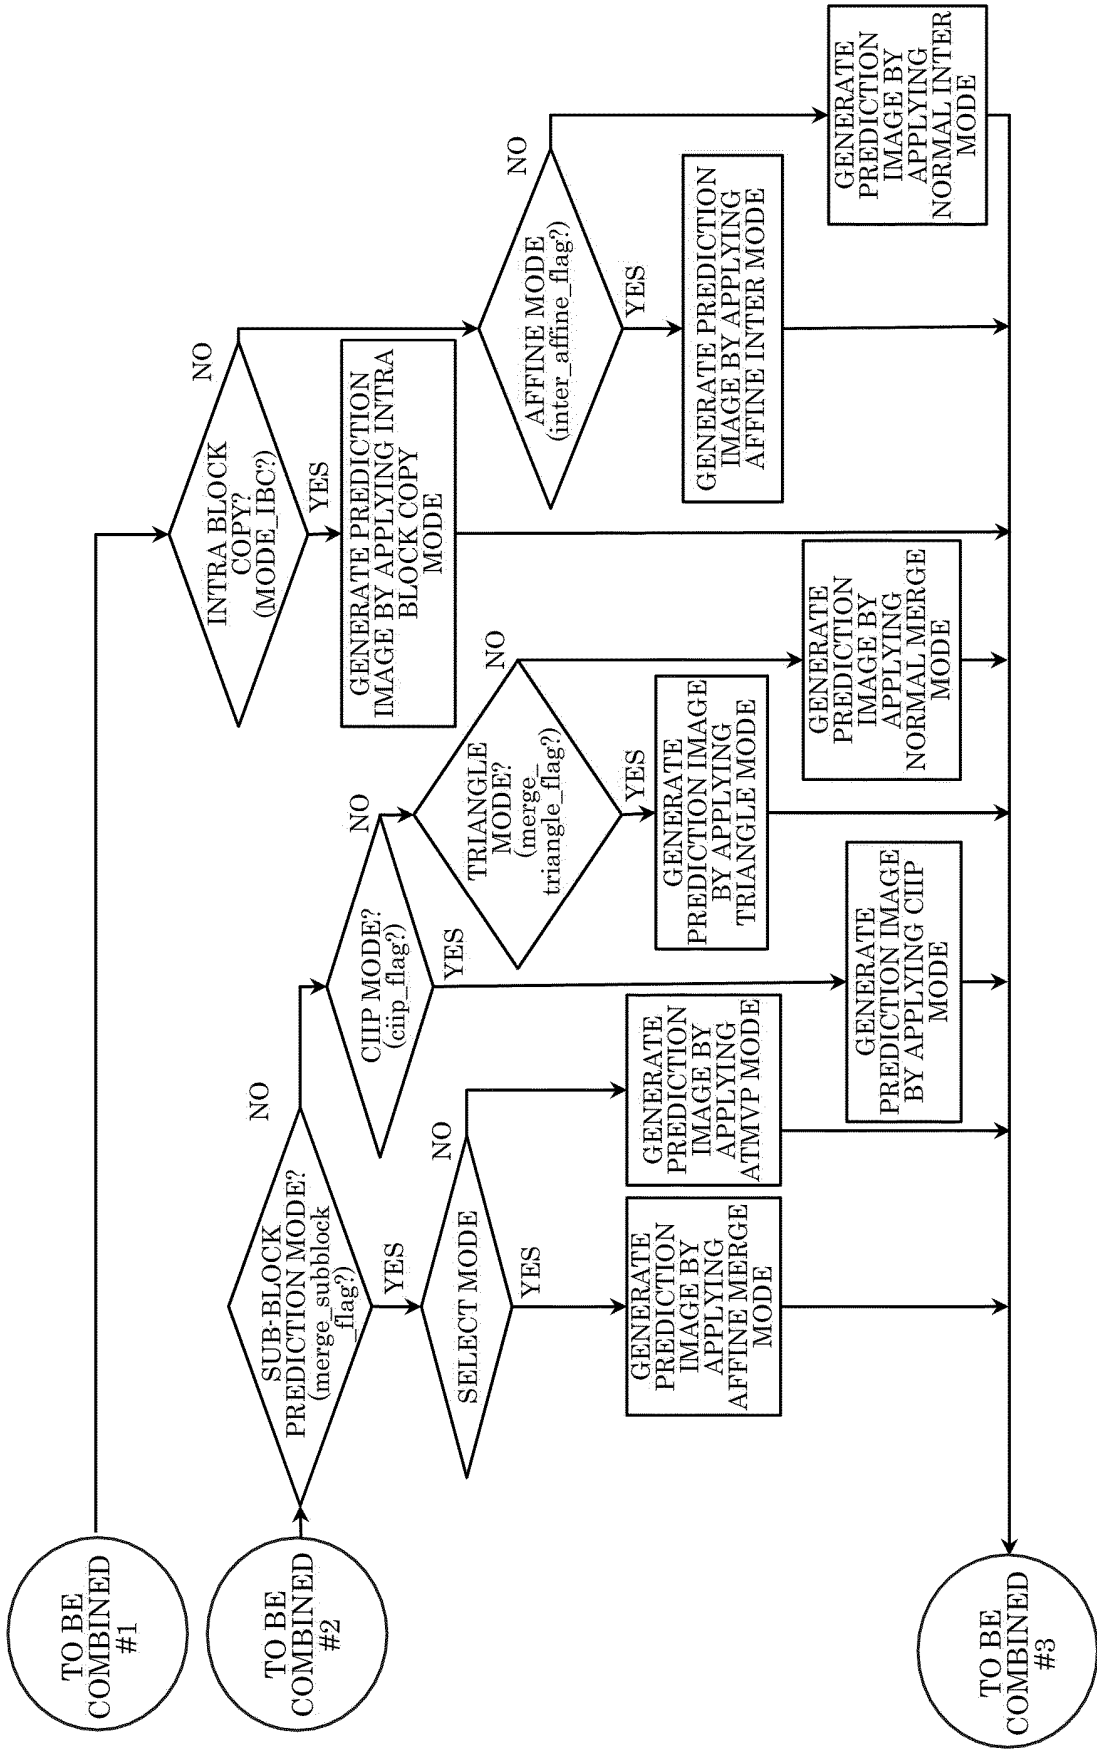 TO BE
COMBINED
#1
INTRA BLOCK
COPY?
(MODE_IBC?)
NO
YES
GENERATE PREDICTION
IMAGE BY APPLYING INTRA
BLOCK COPY
MODE
AFFINE MODE
(inter_affine_flag?)
NO
YES
GENERATE PREDICTION
IMAGE BY APPLYING
AFFINE INTER MODE
GENERATE
PREDICTION
IMAGE BY
APPLYING
NORMAL INTER
MODE
TO BE
COMBINED
#2
SUB-BLOCK
PREDICTION MODE?
(merge_subblock
_flag?)
NO
YES
SELECT MODE
NO
YES
GENERATE
PREDICTION
IMAGE BY
APPLYING
AFFINE MERGE
MODE
GENERATE
PREDICTION
IMAGE BY
APPLYING
ATMVP MODE
CIIP MODE?
(ciip_flag?)
NO
YES
GENERATE
PREDICTION IMAGE
BY APPLYING CIIP
MODE
TRIANGLE
MODE?
(merge_
triangle_flag?)
NO
YES
GENERATE
PREDICTION IMAGE
BY APPLYING
TRIANGLE MODE
GENERATE
PREDICTION
IMAGE BY
APPLYING
NORMAL MERGE
MODE
TO BE
COMBINED
#3